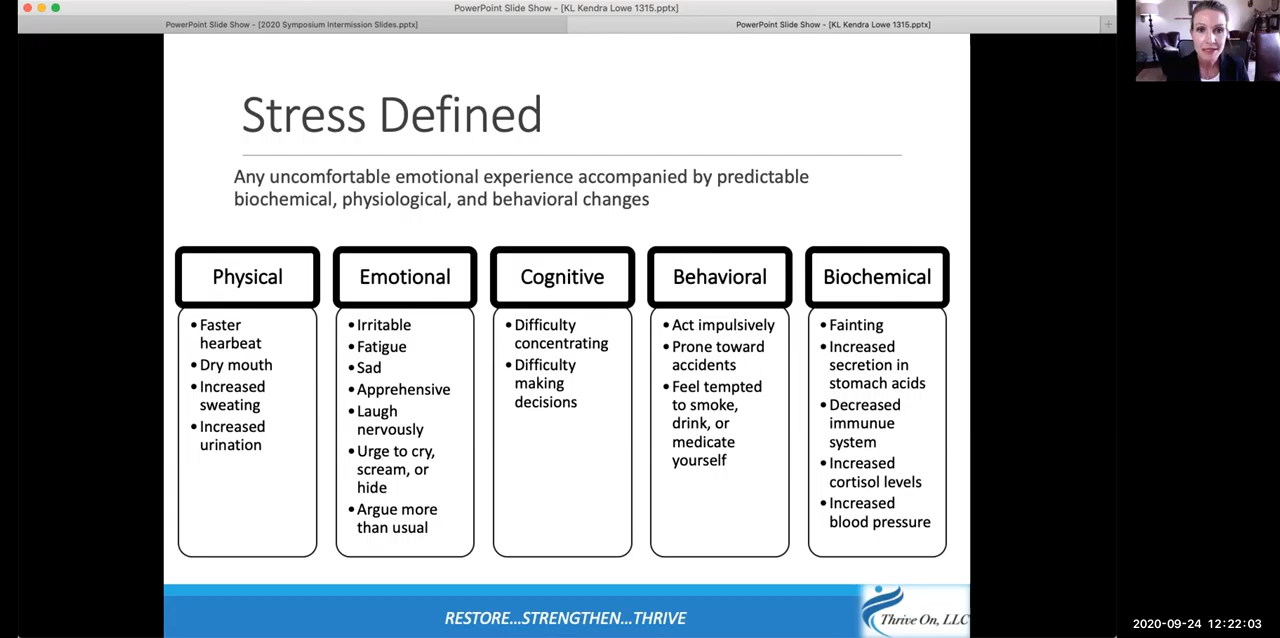 PowerPoint Slide Show - [KL Kendra Lowe 1315.pptx]
PowerPoint Slide Show - [2020 Symposium Intermission Slides.pptx]
PowerPoint Slide Show - [KL Kendra Lowe 1315.pptx]
Stress Defined
Any uncomfortable emotional experience accompanied by predictable
biochemical, physiological, and behavioral changes
Physical
• Faster
hearbeat
• Dry mouth
• Increased
sweating
• Increased
urination
Emotional
• Irritable
• Fatigue
• Sad
• Apprehensive
• Laugh
nervously
• Urge to cry,
scream, or
hide
• Argue more
than usual
Cognitive
• Difficulty
concentrating
• Difficulty
making
decisions
Behavioral
• Act impulsively
• Prone toward
accidents
• Feel tempted
to smoke,
drink, or
medicate
yourself
Biochemical
• Fainting
• Increased
secretion in
stomach acids
• Decreased
immunue
system
• Increased
cortisol levels
• Increased
blood pressure
RESTORE...STRENGTHEN...THRIVE
Thrive On, LLC
2020-09-24 12:22:03